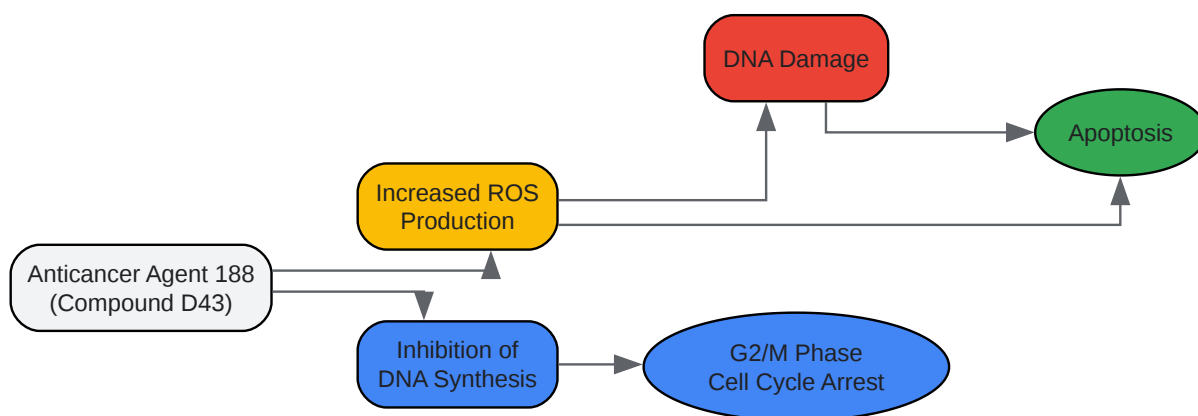 DNA Damage
Apoptosis
Increased ROS
Production
Anticancer Agent 188
(Compound D43)
Inhibition of
DNA Synthesis
G2/M Phase
Cell Cycle Arrest